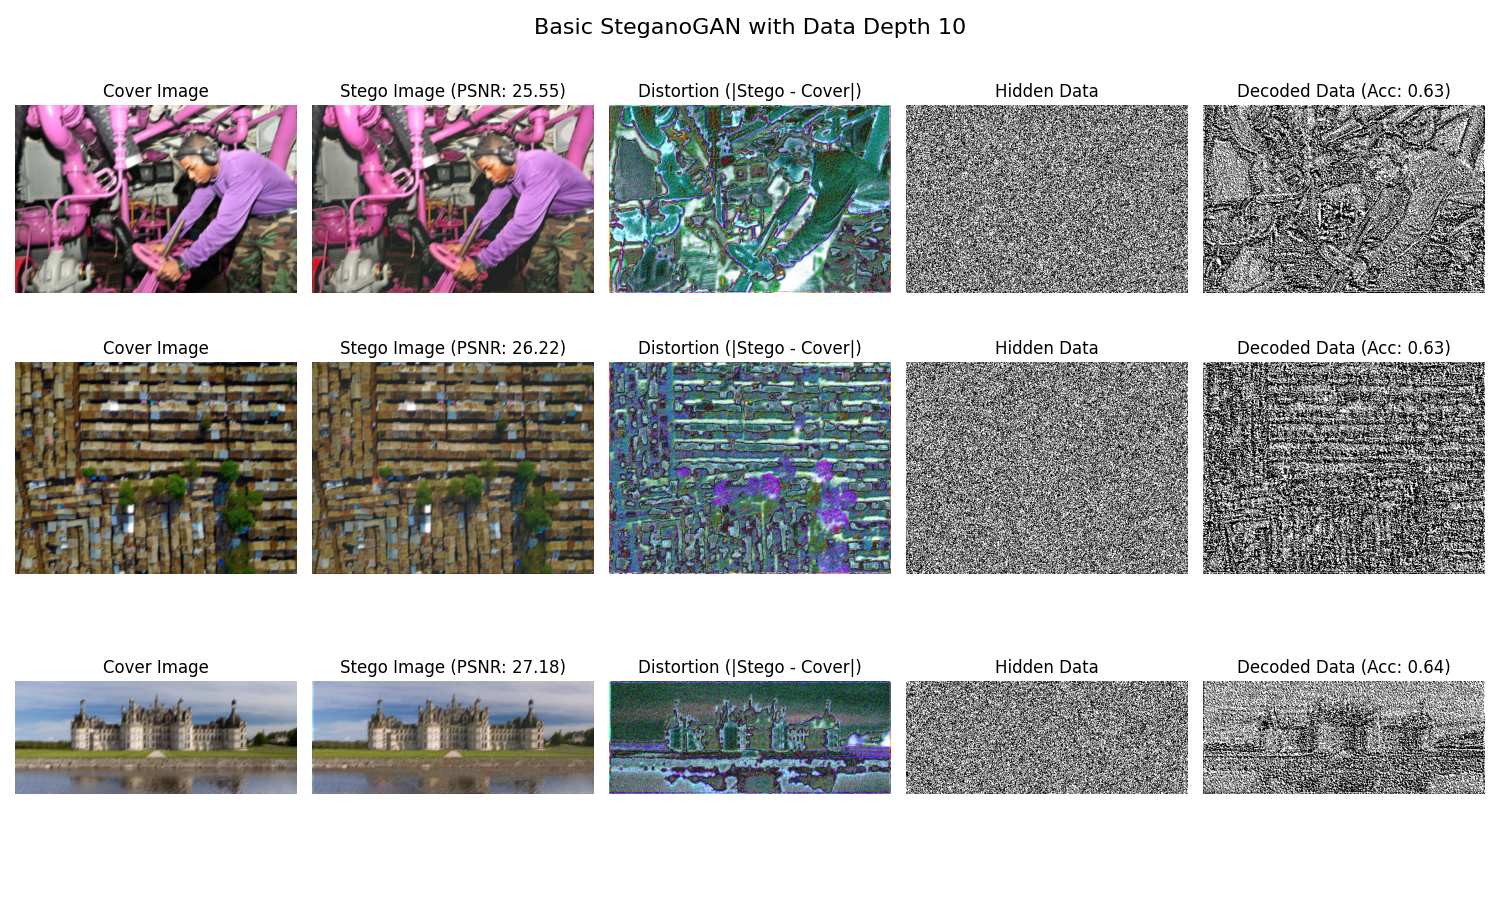 Basic SteganoGAN with Data Depth 10
Cover Image
Stego Image (PSNR: 25.55)
Distortion (|Stego - Cover|)
Hidden Data
Decoded Data (Acc: 0.63)
Cover Image
Stego Image (PSNR: 26.22)
Distortion (|Stego - Cover|)
Hidden Data
Decoded Data (Acc: 0.63)
Cover Image
Stego Image (PSNR: 27.18)
Distortion (|Stego - Cover|)
Hidden Data
Decoded Data (Acc: 0.64)